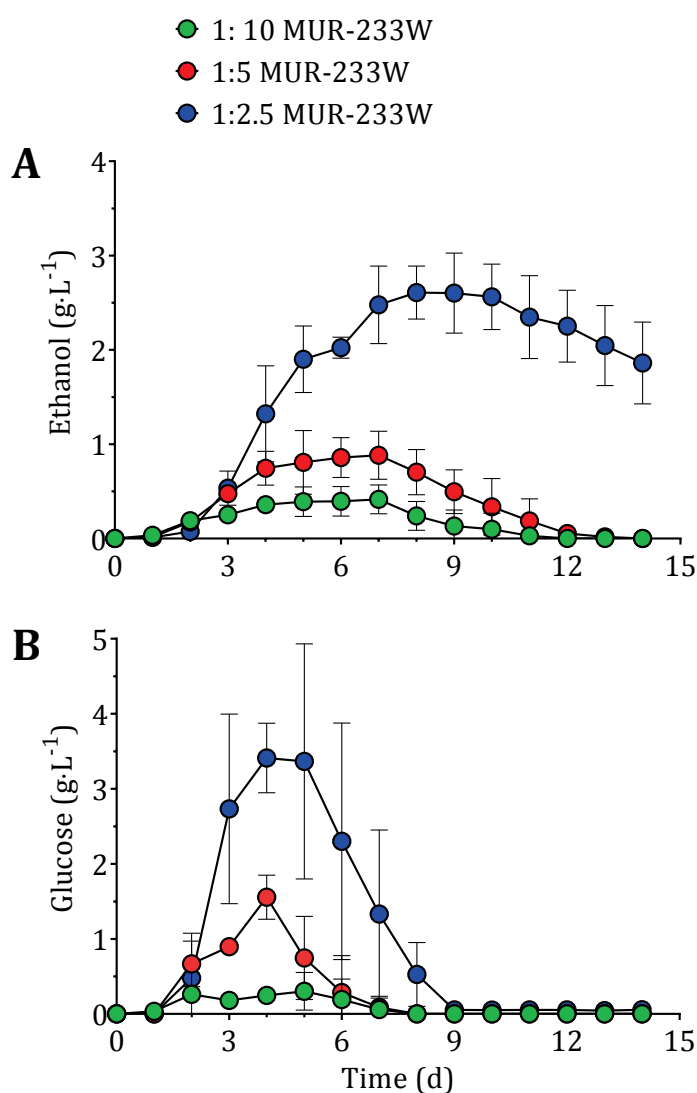 1: 10 MUR-233W
1:5 MUR-233W
1:2.5 MUR-233W
A
4
3
2
1
0
Ethanol (g·L⁻¹)
0 3 6 9 12 15
B
5
4
3
2
1
0
Glucose (g·L⁻¹)
0 3 6 9 12 15
Time (d)